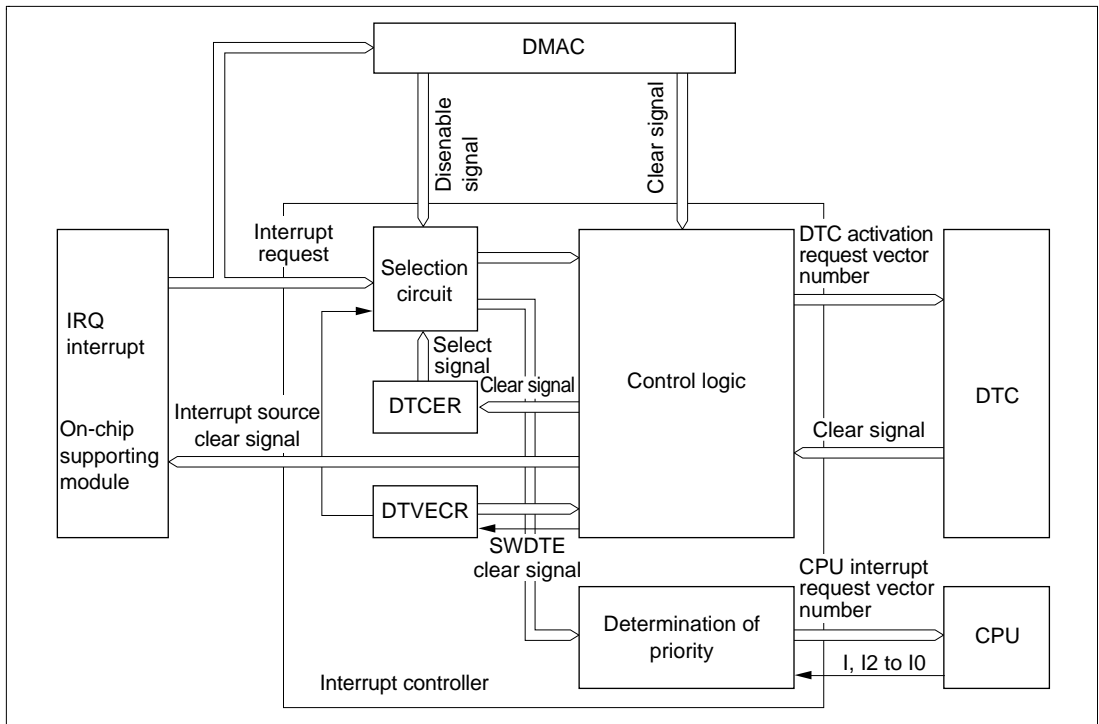 DMAC
Disenable
signal
Clear signal
Interrupt
request
Selection
circuit
DTC activation
request vector
number
IRQ
interrupt
Select
signal
Clear signal
Control logic
DTC
DTCER
Interrupt source
clear signal
Clear signal
On-chip
supporting
module
DTVECR
SWDTE
clear signal
CPU interrupt
request vector
number
Determination of
priority
CPU
I, I2 to I0
Interrupt controller